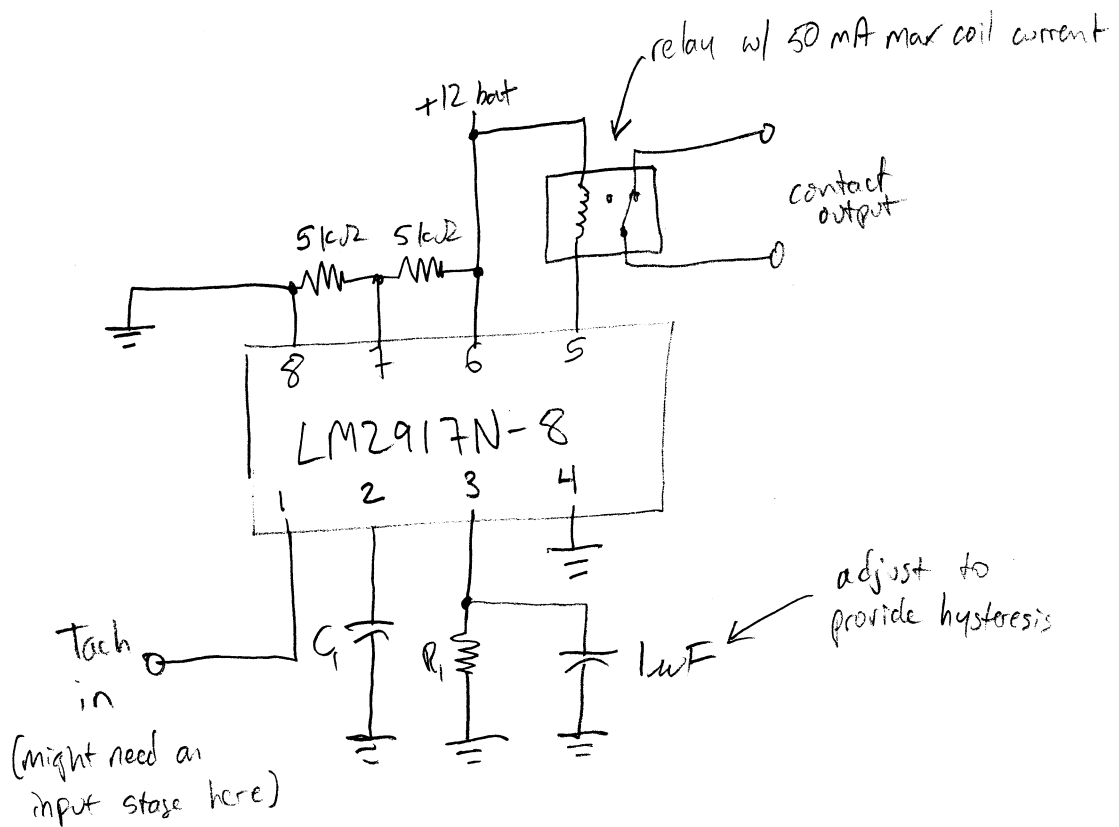 relay w/ 50 mA max coil current
+12 bat
contact
output
5kΩ 5kΩ
8 7 6 5
LM2917N-8
1 2 3 4
adjust to
provide hysteresis
Tach
in
C1
R1
1uF
(might need an
input stage here)